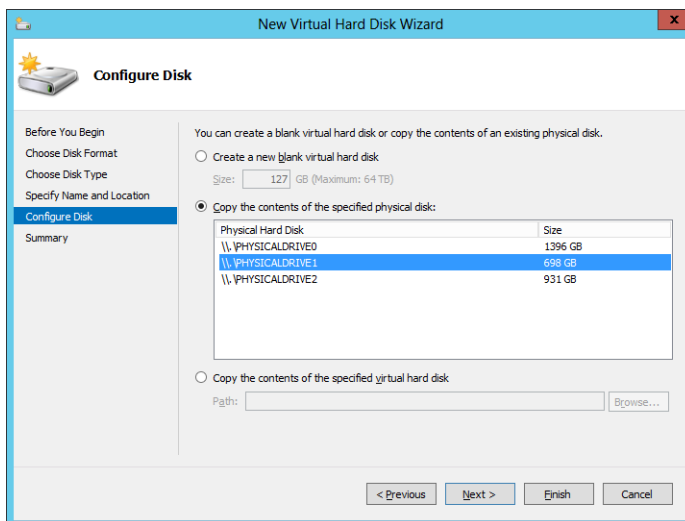 New Virtual Hard Disk Wizard
x
Configure Disk
Before You Begin
Choose Disk Format
Choose Disk Type
Specify Name and Location
Configure Disk
Summary
You can create a blank virtual hard disk or copy the contents of an existing physical disk.
Create a new blank virtual hard disk
Size: 127 GB (Maximum: 64 TB)
Copy the contents of the specified physical disk:
Physical Hard Disk Size
\\.\PHYSICALDRIVE0 1396 GB
\\.\PHYSICALDRIVE1 698 GB
\\.\PHYSICALDRIVE2 931 GB
Copy the contents of the specified virtual hard disk
Path: Browse...
< Previous Next > Finish Cancel